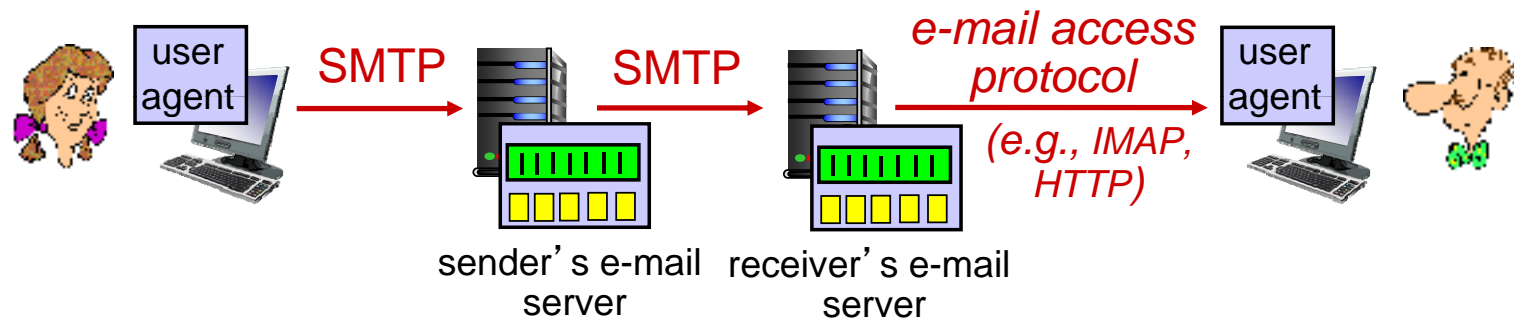 user
agent
SMTP
SMTP
e-mail access
protocol
(e.g., IMAP,
HTTP)
user
agent
sender's e-mail
server
receiver's e-mail
server